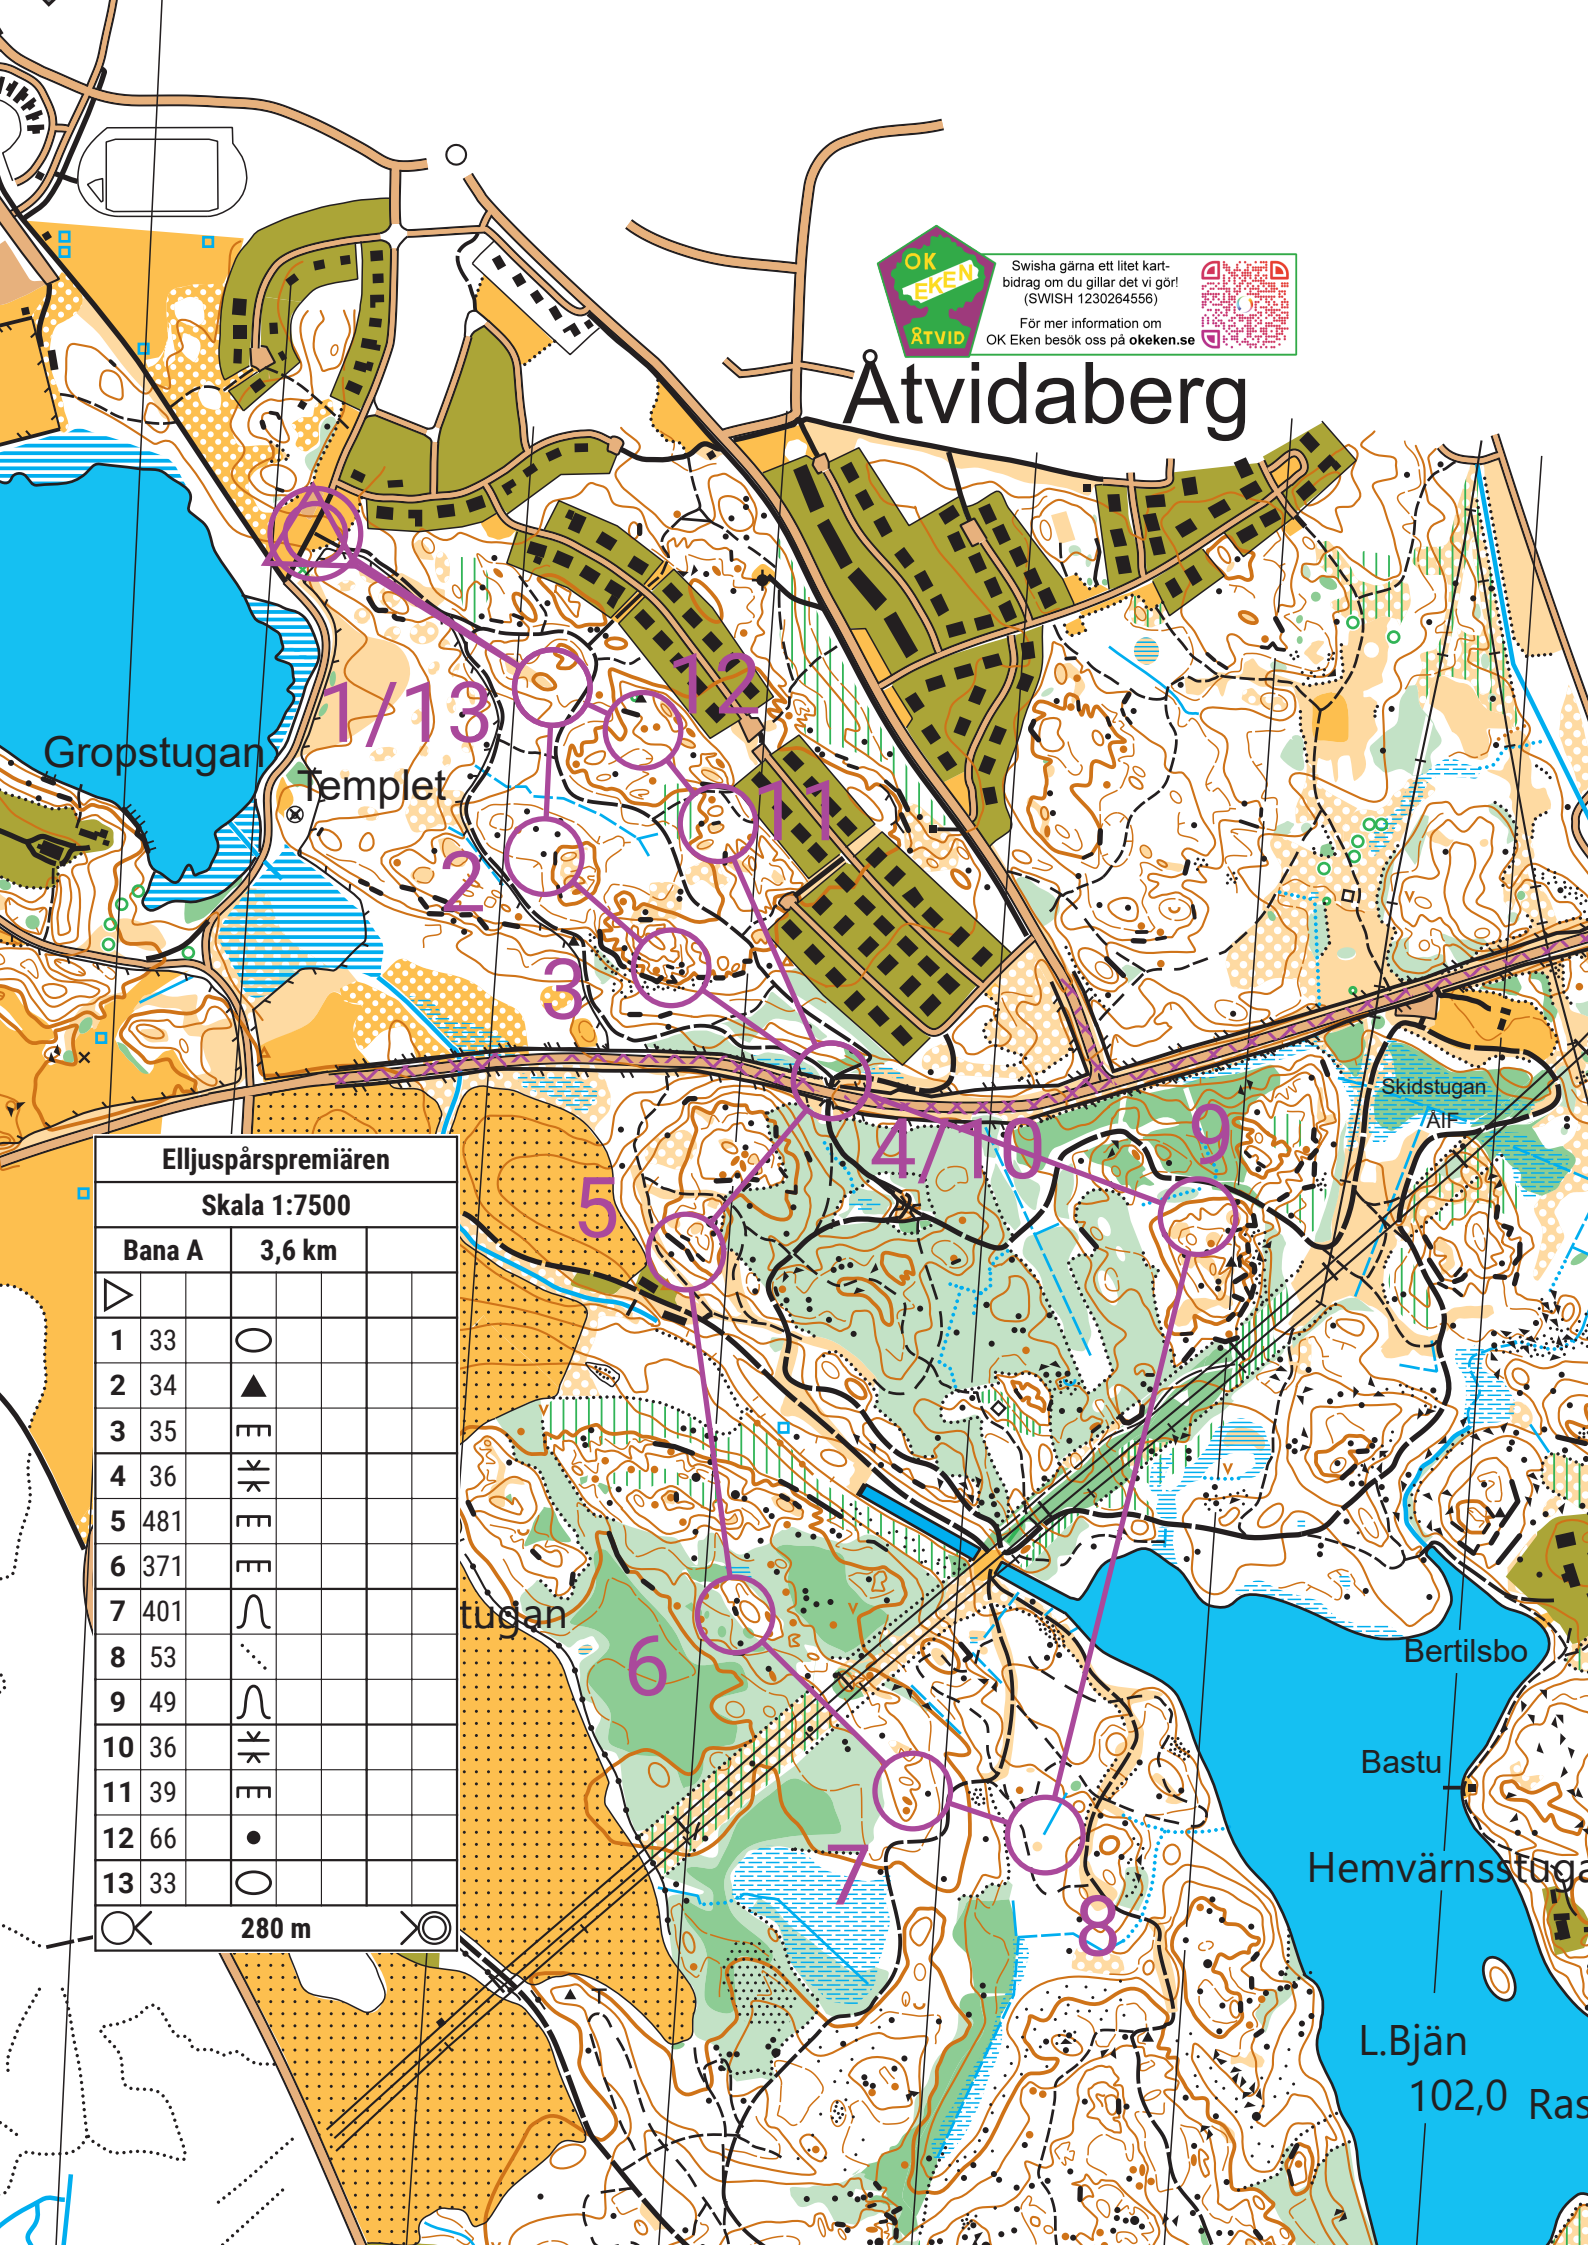 OK
EKEN
ÅTVID
Swisha gärna ett litet kart-
bidrag om du gillar det vi gör!
(SWISH 1230264556)
För mer information om
OK Eken besök oss på okeken.se
Åtvidaberg
12
1/13
Gropstugan
Templet
11
2
3
Skidstugan
ÅIF
9
4/10
5
Elljuspårspremiären
Skala 1:7500
Bana A 3,6 km
1 33
2 34
3 35
4 36
5 481
6 371
7 401
8 53
9 49
10 36
11 39
12 66
13 33
280 m
tugan
6
Bertilsbo
Bastu
7
Hemvärnsstuga
8
L.Bjän
102,0
Ras